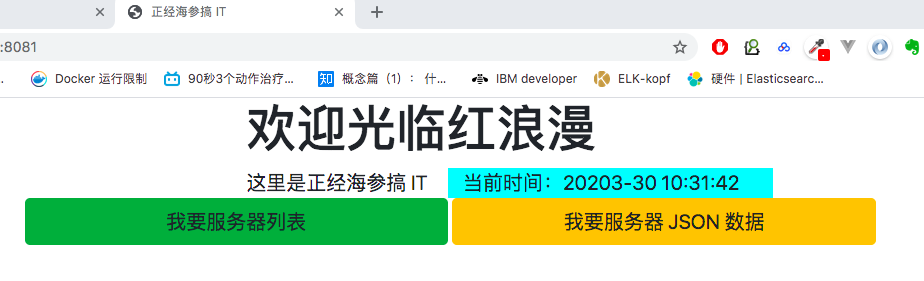 正经海参搞 IT
:8081
Docker 运行限制
90秒3个动作治疗...
知
概念篇（1）： 什...
IBM developer
ELK-kopf
硬件 | Elasticsearc...
欢迎光临红浪漫
这里是正经海参搞 IT
当前时间：20203-30 10:31:42
我要服务器列表
我要服务器 JSON 数据